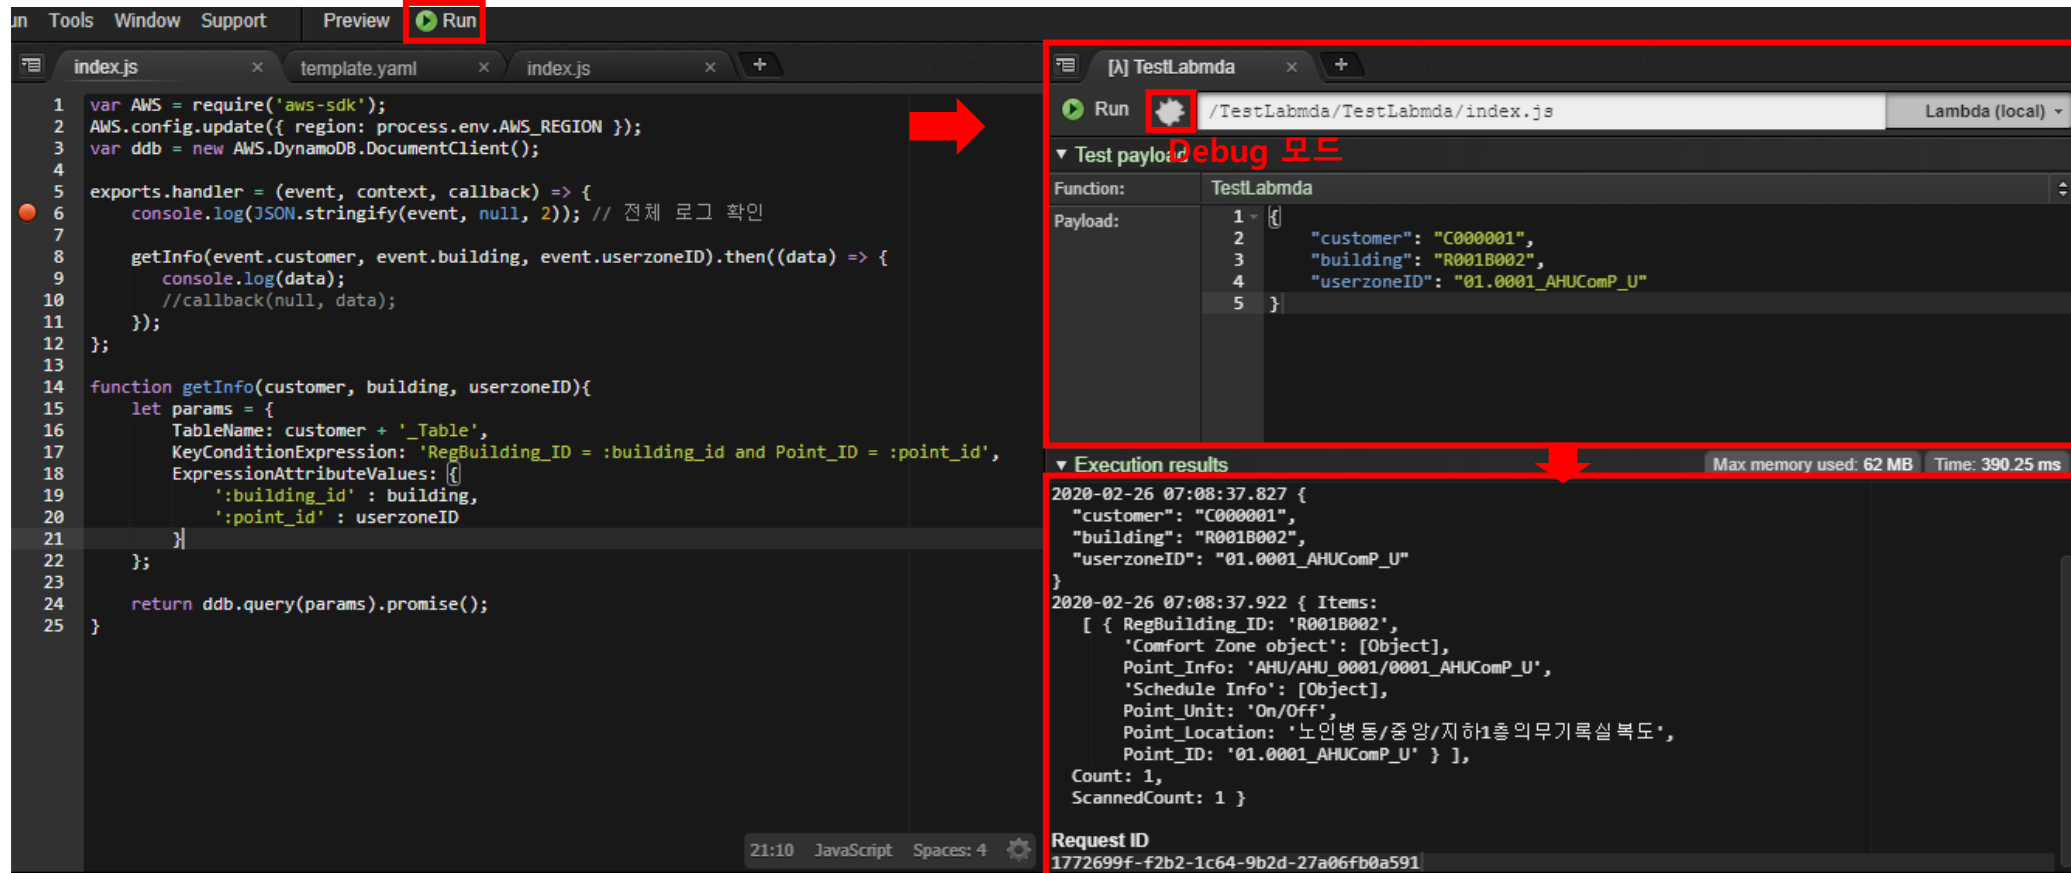 un Tools Window Support Preview Run
index.js × template.yaml × index.js × +
1 var AWS = require('aws-sdk');
2 AWS.config.update({ region: process.env.AWS_REGION });
3 var ddb = new AWS.DynamoDB.DocumentClient();
4
5 exports.handler = (event, context, callback) => {
6     console.log(JSON.stringify(event, null, 2)); // 전체 로그 확인
7
8     getInfo(event.customer, event.building, event.userzoneID).then((data) => {
9        console.log(data);
10        //callback(null, data);
11     });
12 };
13
14 function getInfo(customer, building, userzoneID){
15     let params = {
16         TableName: customer + '_Table',
17         KeyConditionExpression: 'RegBuilding_ID = :building_id and Point_ID = :point_id',
18         ExpressionAttributeValues: {
19             ':building_id' : building,
20             ':point_id' : userzoneID
21         }
22     };
23
24     return ddb.query(params).promise();
25 }
21:10 JavaScript Spaces: 4
[λ] TestLabmda × +
Run /TestLabmda/TestLabmda/index.js Lambda (local)
Debug 모드
Test payload
Function: TestLabmda
Payload:
1 {
2     "customer": "C000001",
3     "building": "R001B002",
4     "userzoneID": "01.0001_AHUComP_U"
5 }
Execution results Max memory used: 62 MB Time: 390.25 ms
2020-02-26 07:08:37.827 {
"customer": "C000001",
"building": "R001B002",
"userzoneID": "01.0001_AHUComP_U"
}
2020-02-26 07:08:37.922 { Items:
[ { RegBuilding_ID: 'R001B002',
'Comfort Zone object': [Object],
Point_Info: 'AHU/AHU_0001/0001_AHUComP_U',
'Schedule Info': [Object],
Point_Unit: 'On/Off',
Point_Location: '노인병동/중앙/지하1층의무기록실복도',
Point_ID: '01.0001_AHUComP_U' } ],
Count: 1,
ScannedCount: 1 }
Request ID
1772699f-f2b2-1c64-9b2d-27a06fb0a591